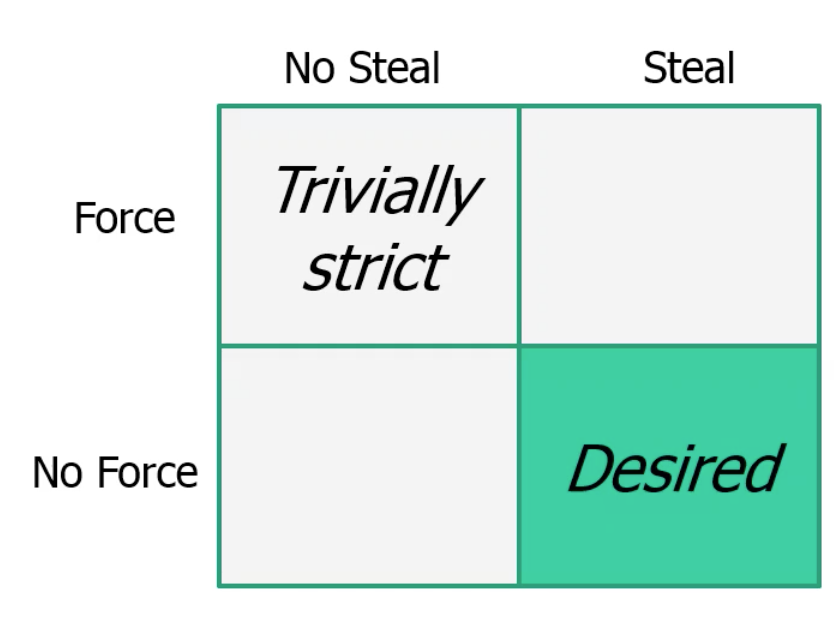 No Steal Steal
Force
Trivially
strict
No Force
Desired